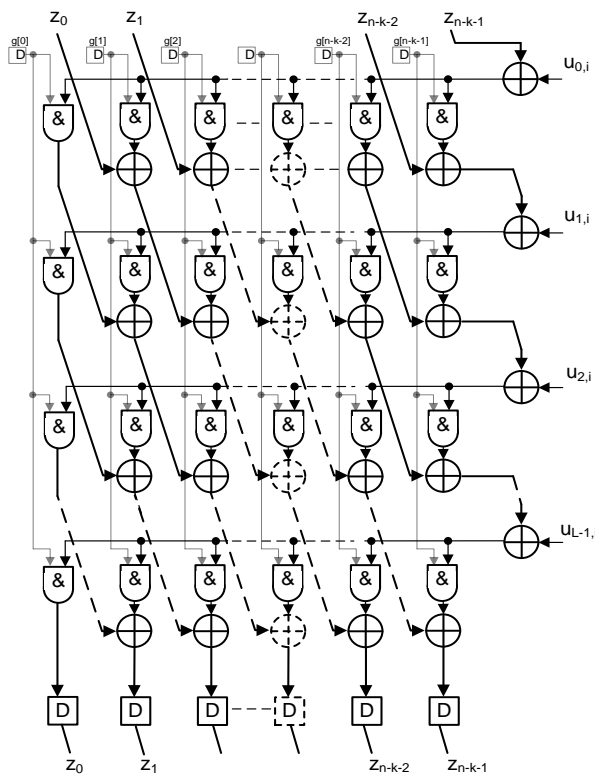 z0 z1 zn-k-2 zn-k-1
g[0] g[1] g[2] g[n-k-2] g[n-k-1]
D D D D D D
u0,i
& & & & & &
u1,i
& & & & & &
u2,i
& & & & & &
uL-1,
& & & & & &
D D D D D D
z0 z1 zn-k-2 zn-k-1